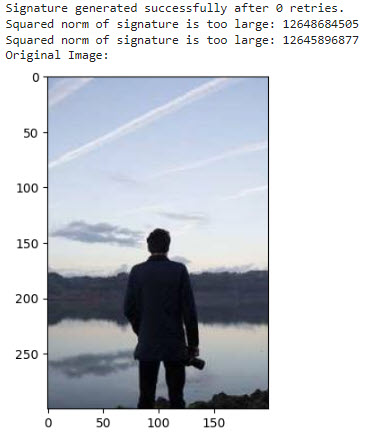 Signature generated successfully after 0 retries.
Squared norm of signature is too large: 12648684505
Squared norm of signature is too large: 12645896877
Original Image:
0
50
100
150
200
250
0 50 100 150